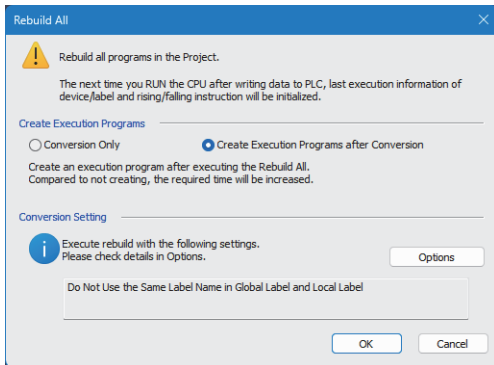 Rebuild All
Rebuild all programs in the Project.
The next time you RUN the CPU after writing data to PLC, last execution information of
device/label and rising/falling instruction will be initialized.
Create Execution Programs
Conversion Only
Create Execution Programs after Conversion
Create an execution program after executing the Rebuild All.
Compared to not creating, the required time will be increased.
Conversion Setting
Execute rebuild with the following settings.
Please check details in Options.
Options
Do Not Use the Same Label Name in Global Label and Local Label
OK
Cancel